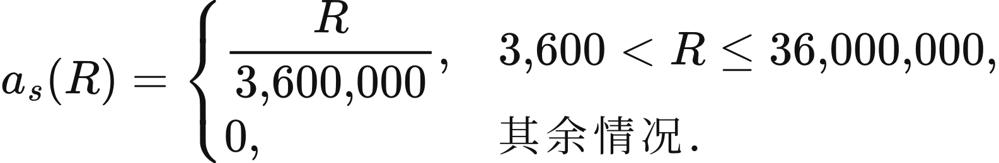 a_s(R) = { R / 3,600,000, 3,600 < R ≤ 36,000,000,
0, 其余情况.